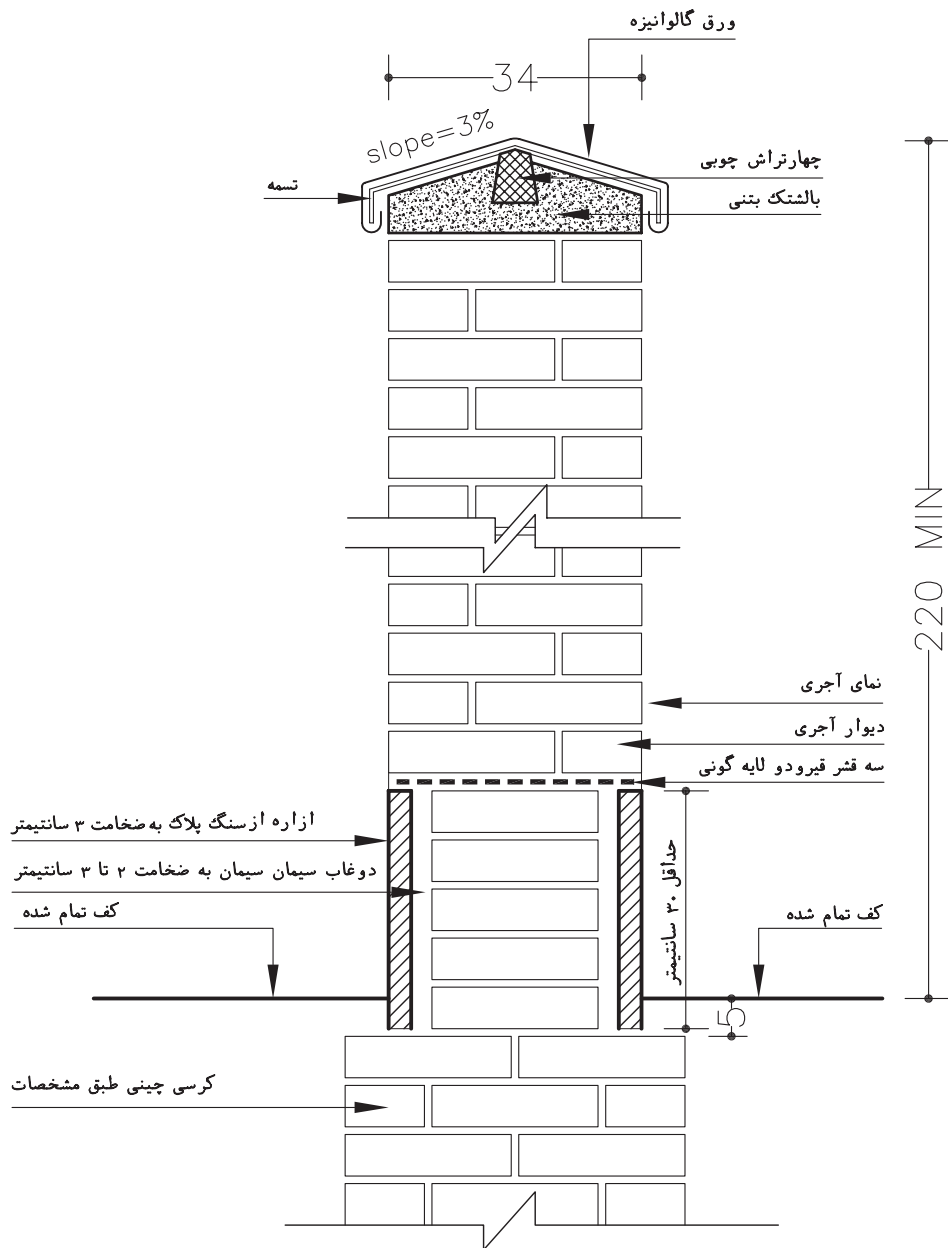 ورق گالوانیزه
34
slope=3%
چهارتراش چوبی
تسمه
بالشتک بتنی
220 MIN
نمای آجری
دیوار آجری
سه قشر قیرودو لایه گونی
ازاره ازسنگ پلاک به ضخامت ۳ سانتیمتر
حداقل ۳۰ سانتیمتر
دوغاب سیمان سیمان به ضخامت ۲ تا ۳ سانتیمتر
کف تمام شده
کف تمام شده
5
کرسی چینی طبق مشخصات